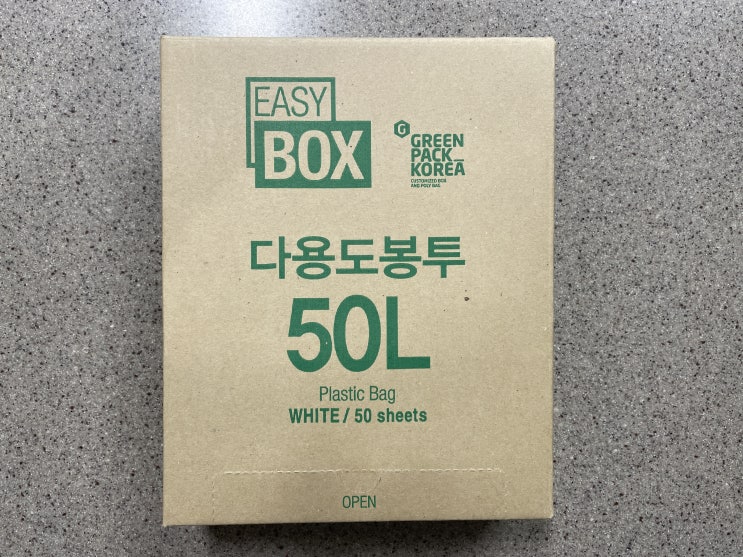 EASY
BOX
G
GREEN
PACK
KOREA
CUSTOMIZED BOX
AND POLY BAG
다용도봉투
50L
Plastic Bag
WHITE / 50 sheets
OPEN